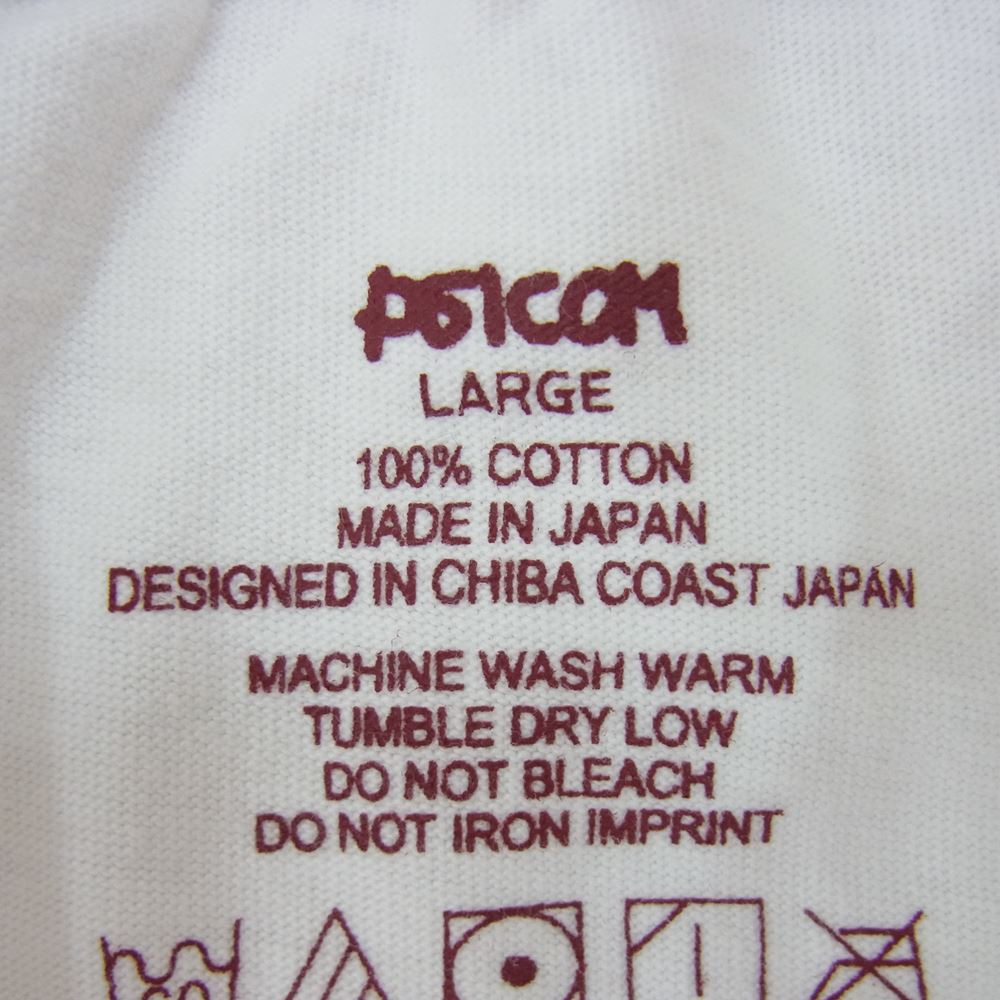 PSICOM
LARGE
100% COTTON
MADE IN JAPAN
DESIGNED IN CHIBA COAST JAPAN
MACHINE WASH WARM
TUMBLE DRY LOW
DO NOT BLEACH
DO NOT IRON IMPRINT